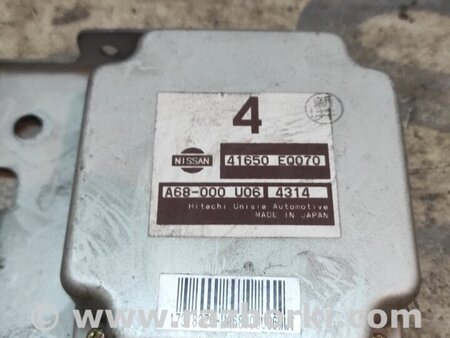 4
NISSAN 41650 EQ070
A68-000 U06 4314
Hitachi Unisia Automotive
MADE IN JAPAN
www.razborki.com